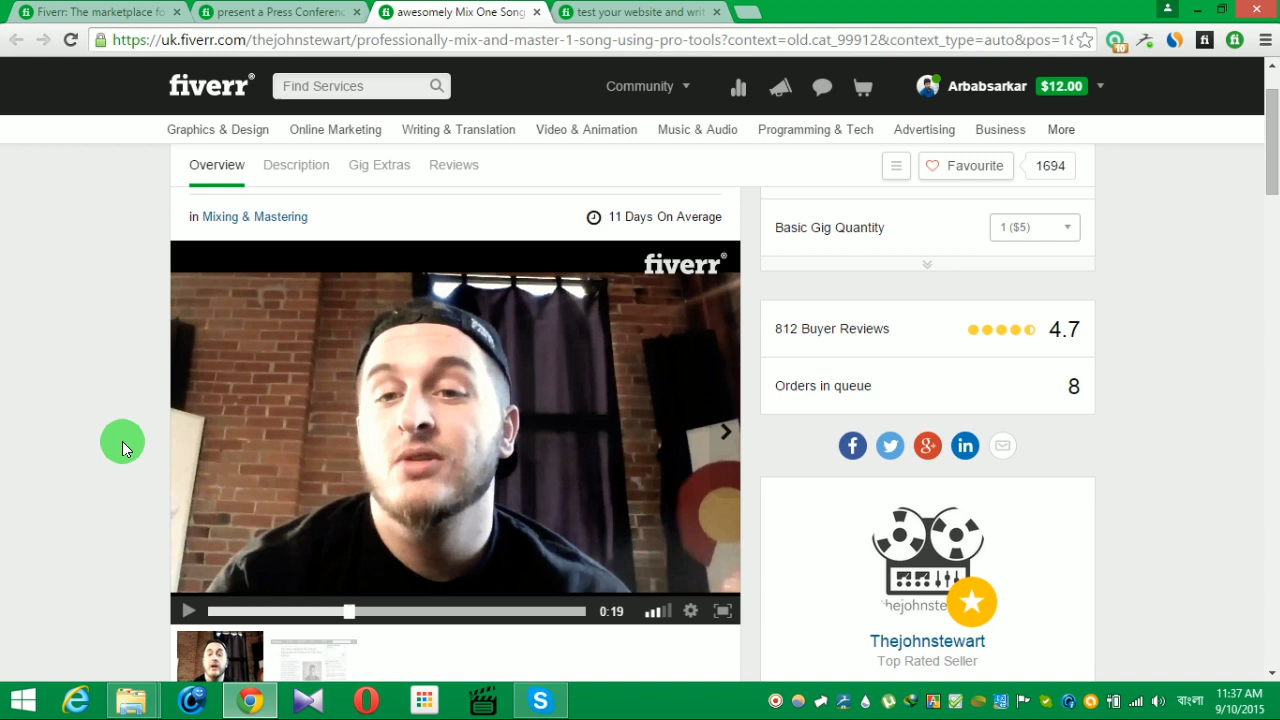 Fiverr: The marketplace fo
present a Press Conferenc
awesomely Mix One Song
test your website and writ
https://uk.fiverr.com/thejohnstewart/professionally-mix-and-master-1-song-using-pro-tools?context=old.cat_99912&context_type=auto&pos=1&
10
fiverr®
Find Services
Community
Arbabsarkar
$12.00
Graphics & Design
Online Marketing
Writing & Translation
Video & Animation
Music & Audio
Programming & Tech
Advertising
Business
More
Overview
Description
Gig Extras
Reviews
Favourite
1694
in Mixing & Mastering
11 Days On Average
Basic Gig Quantity
1 ($5)
fiverr®
812 Buyer Reviews
4.7
Orders in queue
8
0:19
Thejohnstewart
Top Rated Seller
বাংলা
11:37 AM
9/10/2015